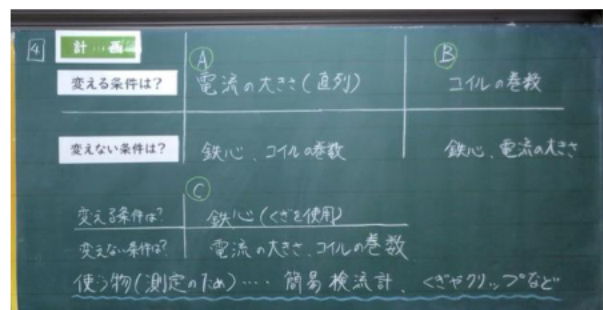 4 計画
A B
変える条件は? 電流の大きさ(直列) コイルの巻数
変えない条件は? 鉄心、コイルの巻数 鉄心、電流の大きさ
C
変える条件は? 鉄心(くぎを使用)
変えない条件は? 電流の大きさ、コイルの巻数
使う物(測定のため)‥‥ 簡易検流計、くぎやクリップなど